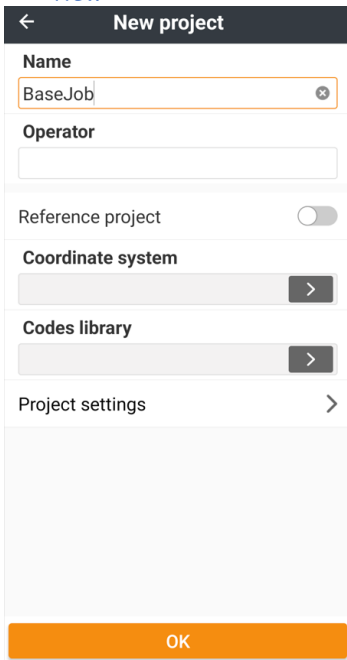 New project
Name
BaseJob
Operator
Reference project
Coordinate system
Codes library
Project settings
OK